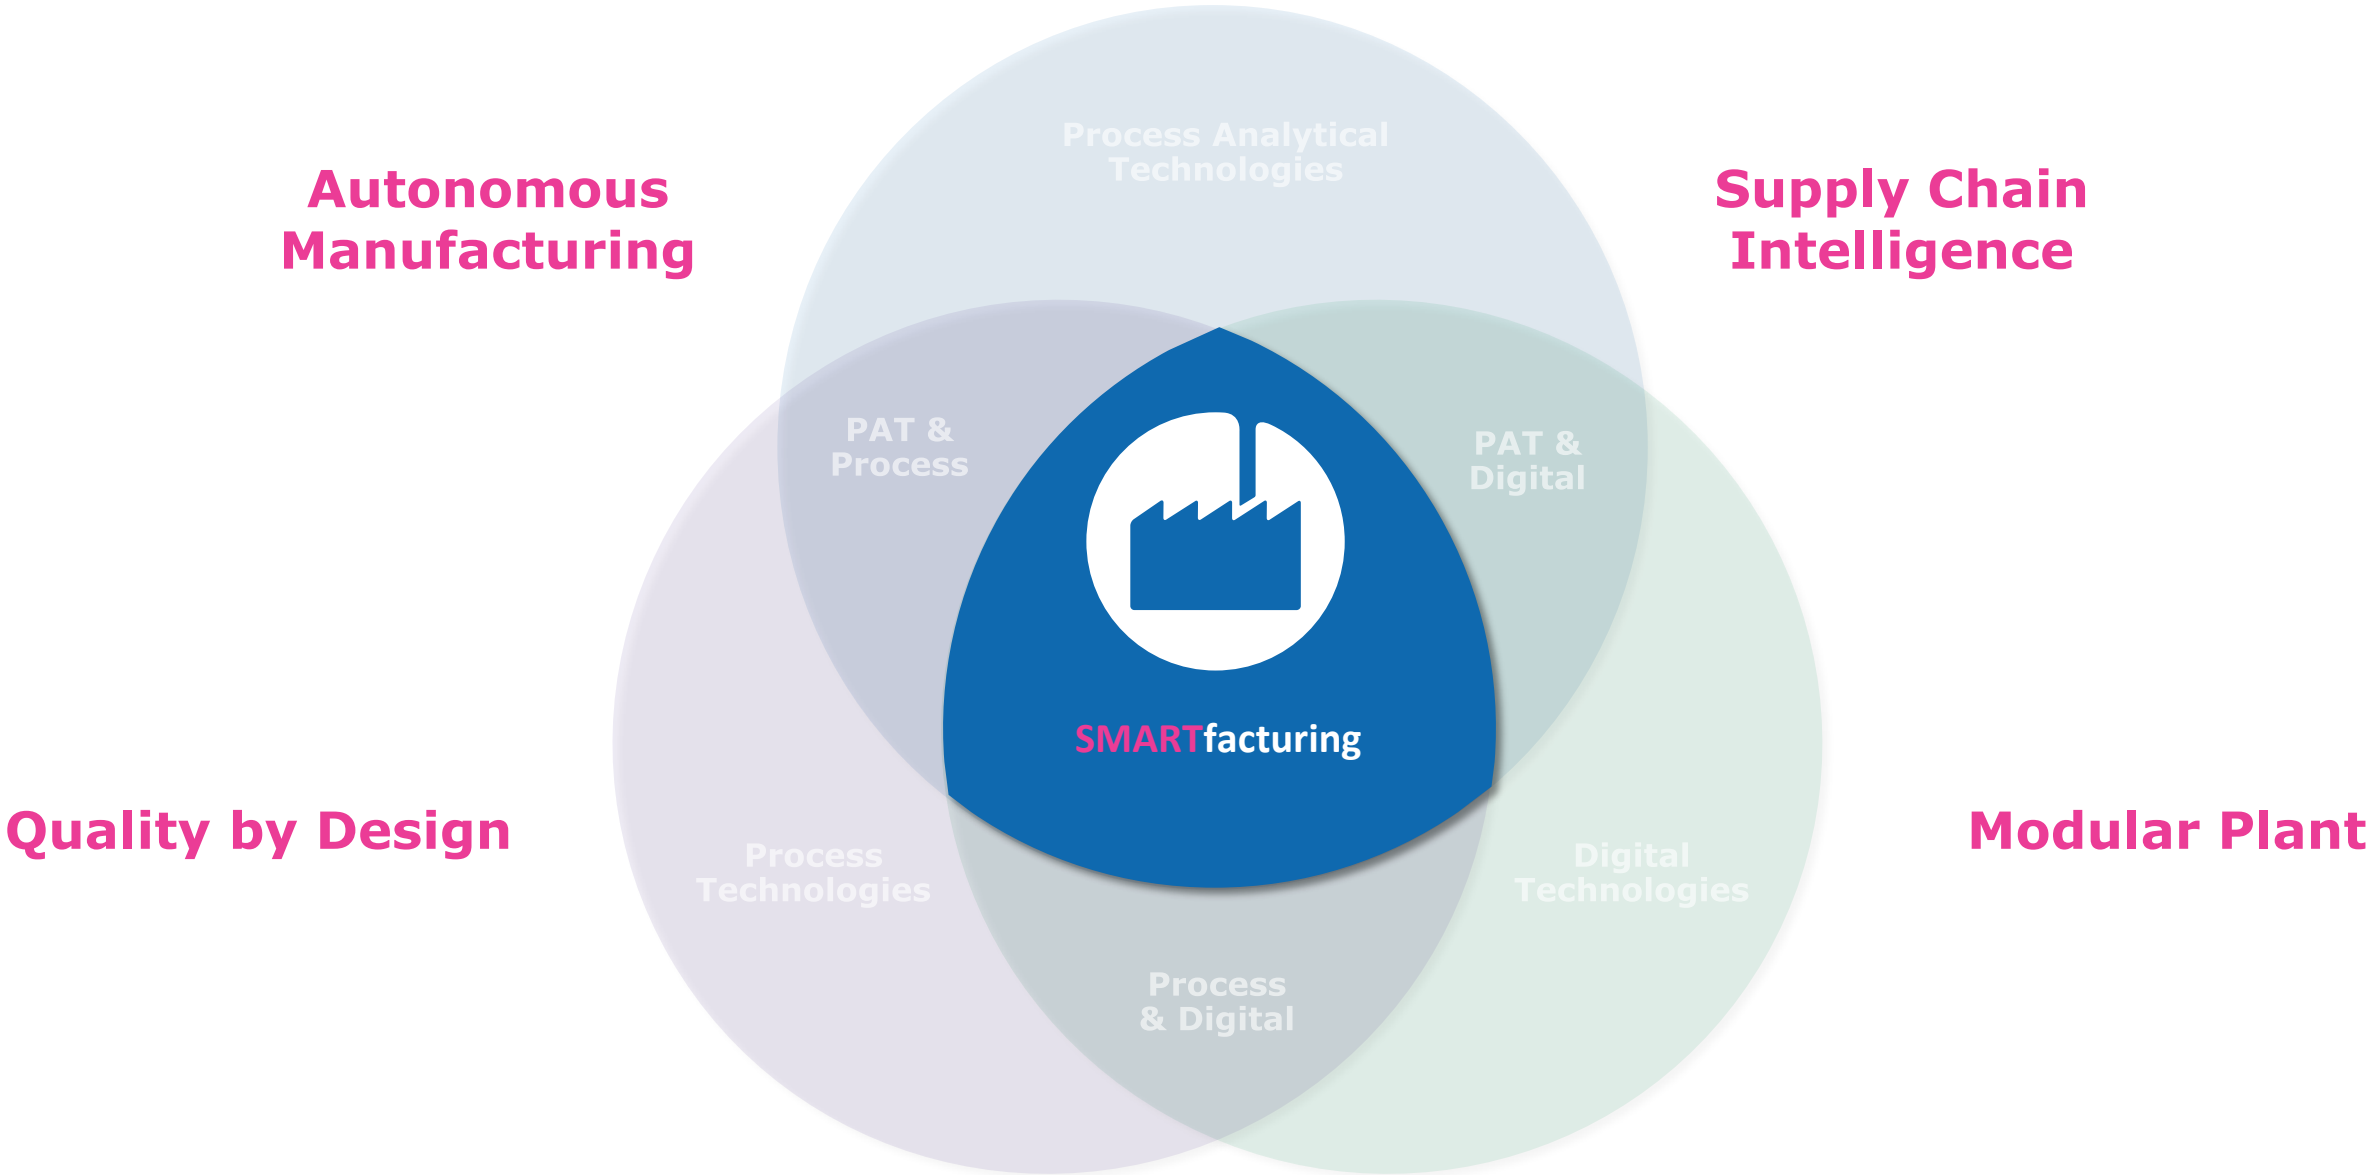 Process Analytical
Technologies
Autonomous
Manufacturing
Supply Chain
Intelligence
PAT &
Process
PAT &
Digital
SMARTfacturing
Quality by Design
Modular Plant
Process
Technologies
Digital
Technologies
Process
& Digital